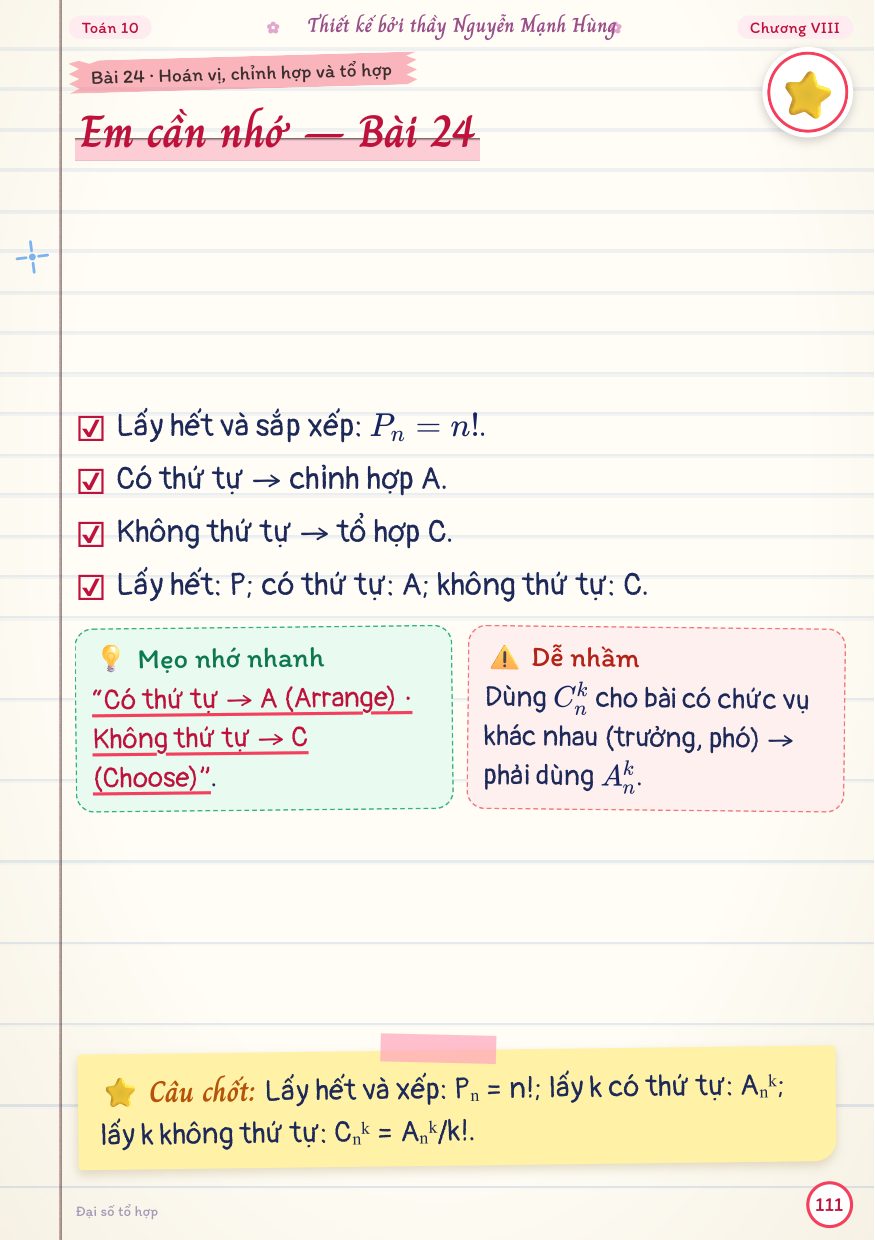 Toán 10
Thiết kế bởi thầy Nguyễn Mạnh Hùng
Chương VIII
Bài 24 · Hoán vị, chỉnh hợp và tổ hợp
Em cần nhớ — Bài 24
☑ Lấy hết và sắp xếp: Pₙ = n!.
☑ Có thứ tự → chỉnh hợp A.
☑ Không thứ tự → tổ hợp C.
☑ Lấy hết: P; có thứ tự: A; không thứ tự: C.
💡 Mẹo nhớ nhanh
"Có thứ tự → A (Arrange) ·
Không thứ tự → C
(Choose)".
⚠️ Dễ nhầm
Dùng Cₙᵏ cho bài có chức vụ
khác nhau (trưởng, phó) →
phải dùng Aₙᵏ.
Câu chốt: Lấy hết và xếp: Pₙ = n!; lấy k có thứ tự: Aₙᵏ;
lấy k không thứ tự: Cₙᵏ = Aₙᵏ/k!.
Đại số tổ hợp
111